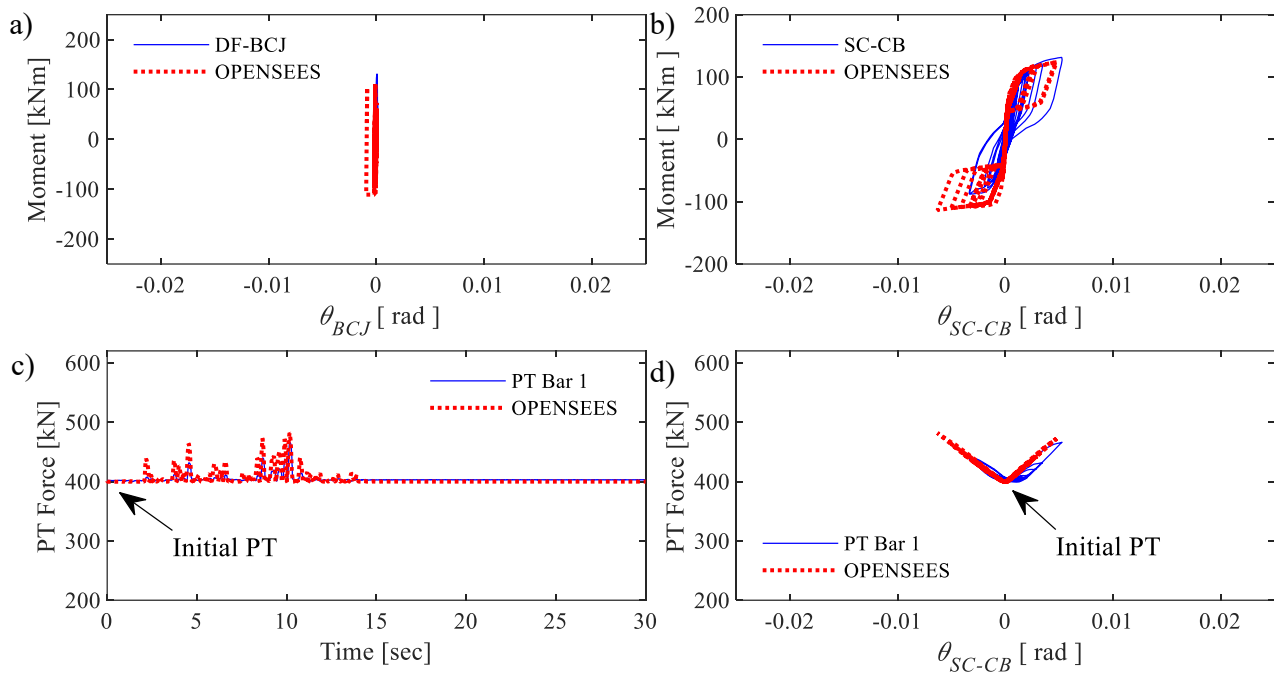 a)
200
100
0
-100
-200
Moment [kNm]
DF-BCJ
OPENSEES
-0.02
-0.01
0
0.01
0.02
θBCJ [ rad ]
b)
200
100
0
-100
-200
Moment [ kNm]
SC-CB
OPENSEES
-0.02
-0.01
0
0.01
0.02
θSC-CB [ rad ]
c)
600
500
400
300
200
PT Force [kN]
PT Bar 1
OPENSEES
Initial PT
0
5
10
15
20
25
30
Time [sec]
d)
600
500
400
300
200
PT Force [kN]
Initial PT
PT Bar 1
OPENSEES
-0.02
-0.01
0
0.01
0.02
θSC-CB [ rad ]